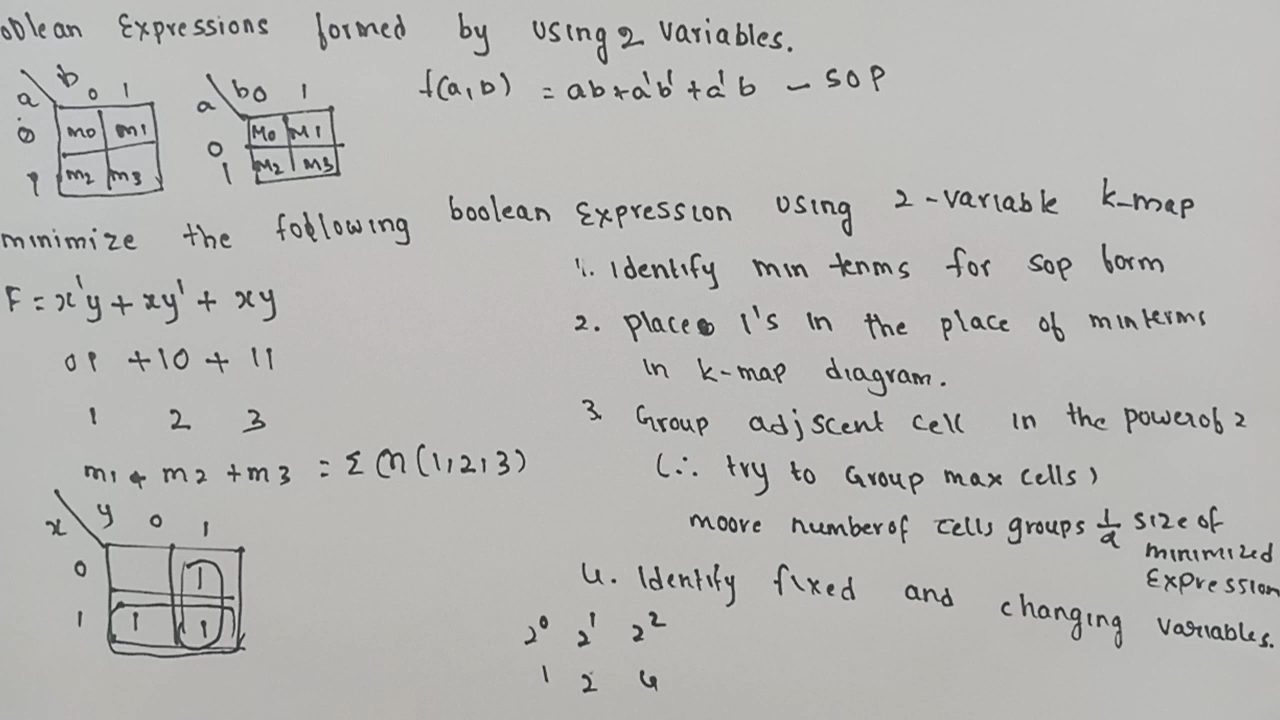 oolean Expressions formed by using 2 variables.
a b 0 1
0 m0 m1
1 m2 m3
a b 0 1
0 M0 M1
1 M2 M3
f(a,b) = ab+a'b'+a'b - SOP
minimize the following boolean Expression using 2-variable k-map
F = x'y + xy' + xy
01 + 10 + 11
1 2 3
m1 + m2 + m3 = Σ m(1,2,3)
x y 0 1
0 1
1 1 1
1. Identify min terms for sop form
2. place 1's in the place of minterms
in k-map diagram.
3. Group adjscent cell in the power of 2
(∴ try to Group max cells)
moore number of cells groups 1/α size of
minimized
Expression
4. Identify fixed and changing variables.
2⁰ 2¹ 2²
1 2 4